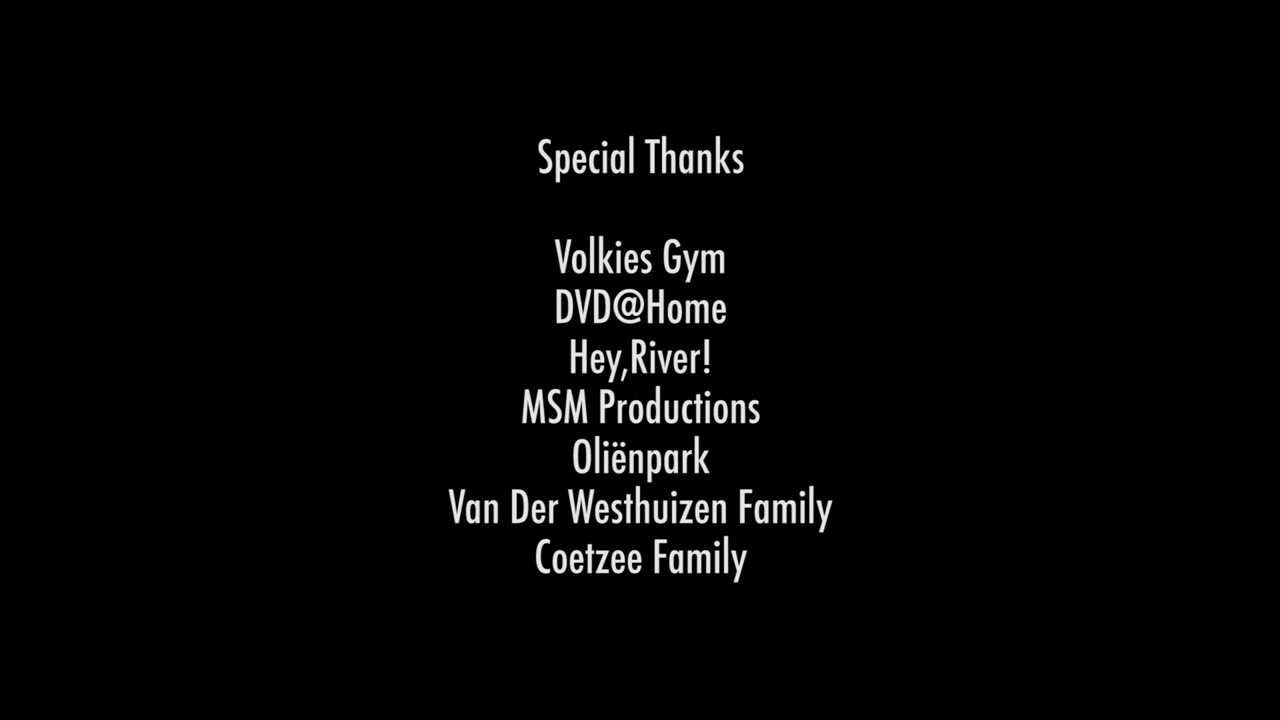 Special Thanks
Volkies Gym
DVD@Home
Hey,River!
MSM Productions
Oliënpark
Van Der Westhuizen Family
Coetzee Family